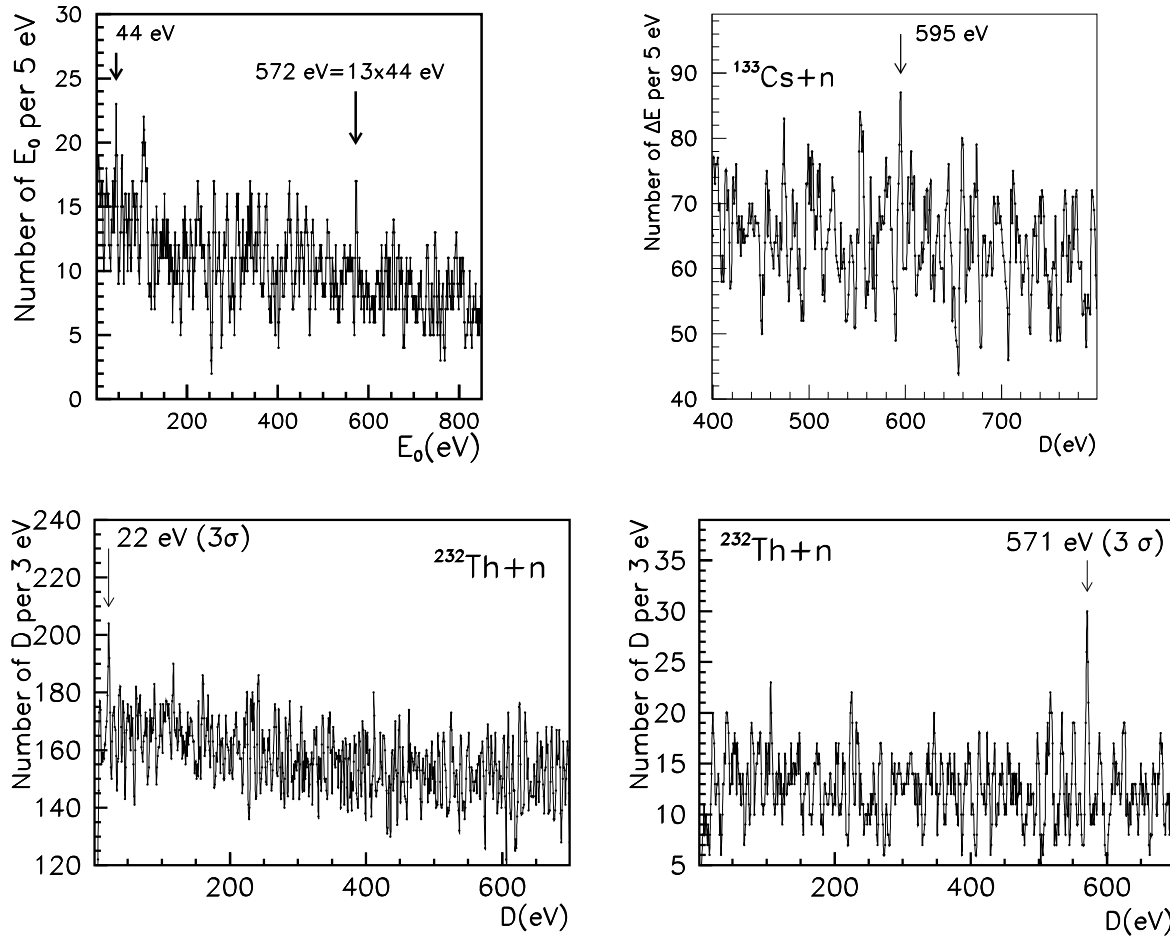 Number of E₀ per 5 eV
30
25
20
15
10
5
0
44 eV
572 eV=13x44 eV
200
400
600
800
E₀(eV)
Number of ΔE per 5 eV
90
80
70
60
50
40
¹³³Cs+n
595 eV
400
500
600
700
D(eV)
Number of D per 3 eV
240
220
200
180
160
140
120
22 eV (3σ)
²³²Th+n
200
400
600
D(eV)
Number of D per 3 eV
35
30
25
20
15
10
5
²³²Th+n
571 eV (3 σ)
200
400
600
D(eV)